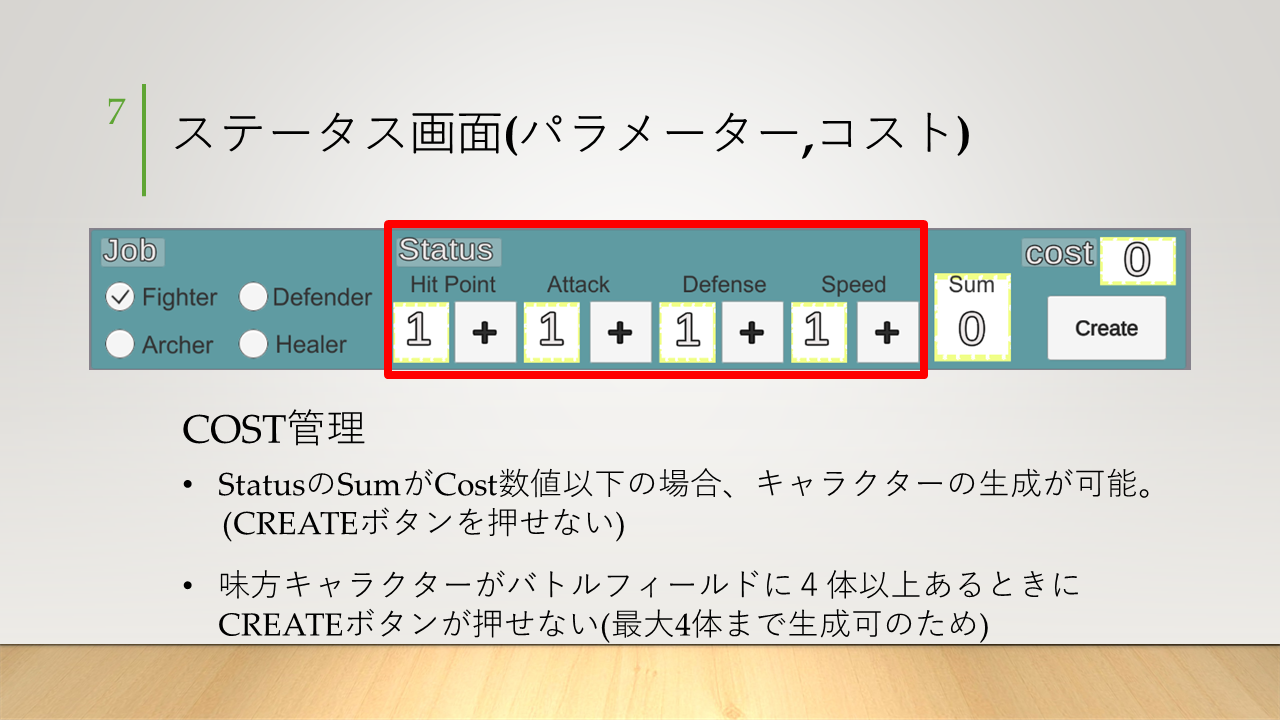 7
ステータス画面(パラメーター,コスト)
Job
Status
cost
0
Hit Point
Attack
Defense
Speed
Sum
Fighter
Defender
1
+
1
+
1
+
1
+
0
Create
Archer
Healer
COST管理
• StatusのSumがCost数値以下の場合、キャラクターの生成が可能。
(CREATEボタンを押せない)
• 味方キャラクターがバトルフィールドに４体以上あるときに
CREATEボタンが押せない(最大4体まで生成可のため)